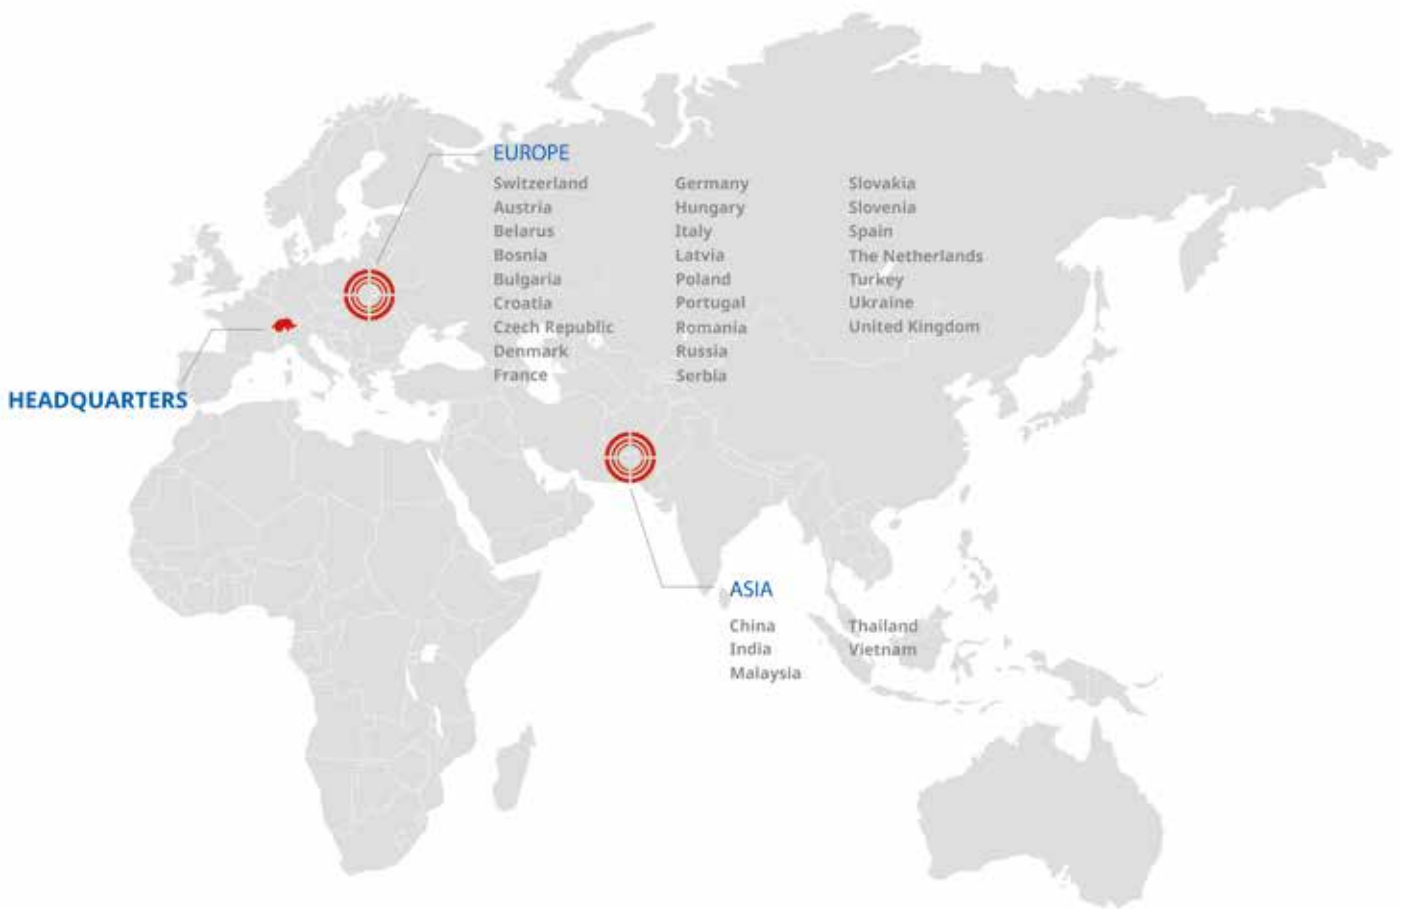 EUROPE
Switzerland
Austria
Belarus
Bosnia
Bulgaria
Croatia
Czech Republic
Denmark
France
Germany
Hungary
Italy
Latvia
Poland
Portugal
Romania
Russia
Serbia
Slovakia
Slovenia
Spain
The Netherlands
Turkey
Ukraine
United Kingdom
HEADQUARTERS
ASIA
China
India
Malaysia
Thailand
Vietnam